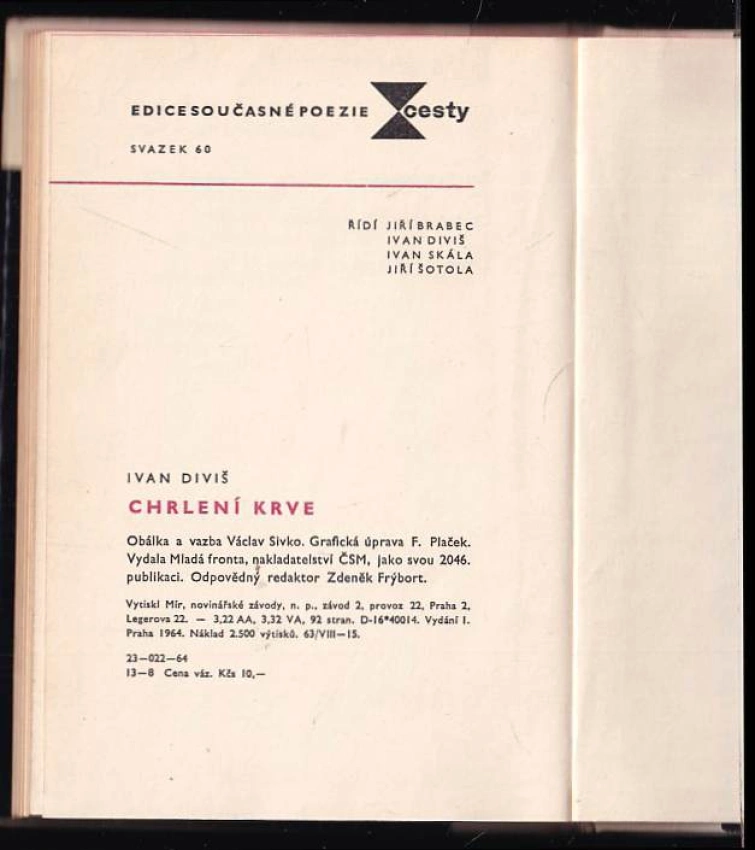 EDICE SOUČASNÉ POEZIE cesty
SVAZEK 60
ŘÍDÍ JIŘÍ BRABEC
IVAN DIVIŠ
IVAN SKÁLA
JIŘÍ ŠOTOLA
IVAN DIVIŠ
CHRLENÍ KRVE
Obálka a vazba Václav Sivko. Grafická úprava F. Plaček.
Vydala Mladá fronta, nakladatelství ČSM, jako svou 2046.
publikaci. Odpovědný redaktor Zdeněk Frýbort.
Vytiskl Mír, novinářské závody, n. p., závod 2, provoz 22, Praha 2,
Legerova 22. — 3,22 AA, 3,32 VA, 92 stran. D-16*40014. Vydání I.
Praha 1964. Náklad 2.500 výtisků. 63/VIII—15.
23—022—64
13—8 Cena váz. Kčs 10,—